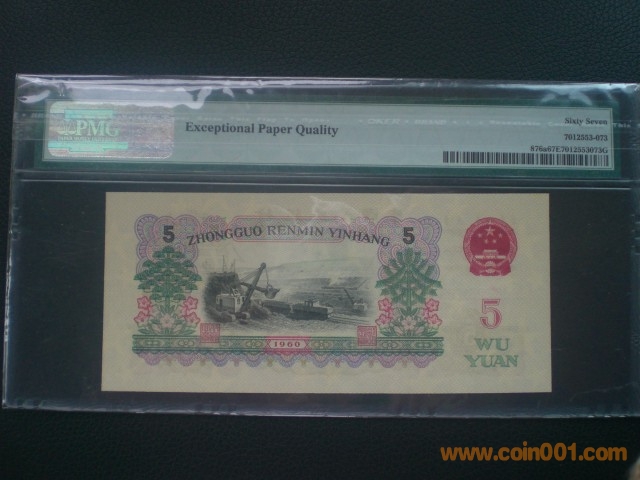 PMG
Exceptional Paper Quality
Sixty Seven
7012553-073
876a67E7012553073G
5
ZHONGGUO RENMIN YINHANG
5
1960
5
WU
YUAN
www.coin001.com